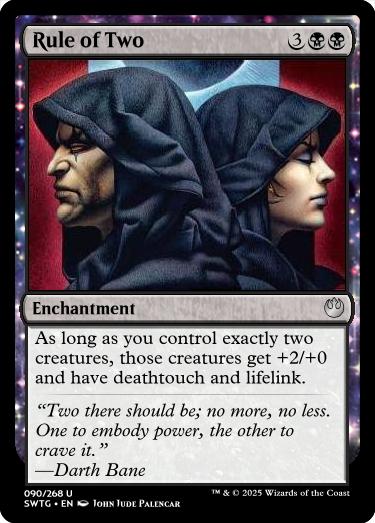 Rule of Two 3
Enchantment
As long as you control exactly two
creatures, those creatures get +2/+0
and have deathtouch and lifelink.
“Two there should be; no more, no less.
One to embody power, the other to
crave it.”
—Darth Bane
090/268 U ™ & © 2025 Wizards of the Coast
SWTG • EN John Jude Palencar